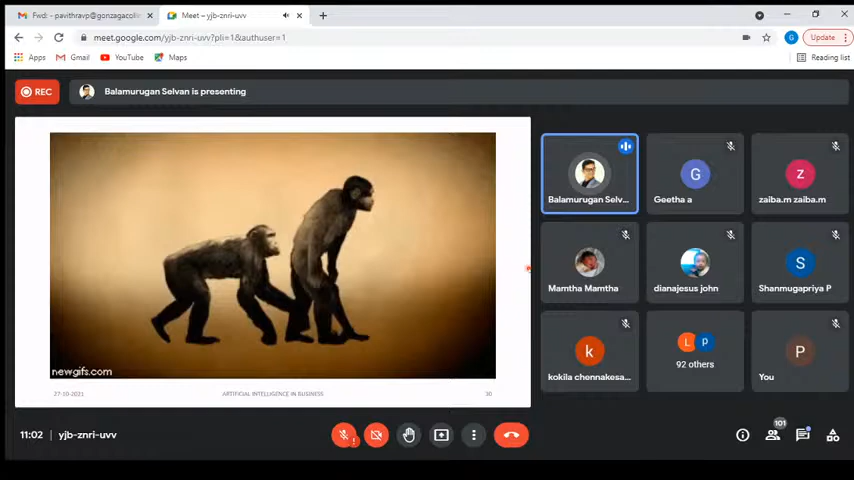 Fwd: - pavithravp@gonzagacolle
Meet – yjb-znri-uvv
meet.google.com/yjb-znri-uvv?pli=1&authuser=1
G
Update
Apps
Gmail
YouTube
Maps
Reading list
REC
Balamurugan Selvan is presenting
Balamurugan Selv...
G
Geetha a
z
zaiba.m zaiba.m
Mamtha Mamtha
dianajesus john
S
Shanmugapriya P
k
kokila chennakesa...
L p
92 others
P
You
newgifs.com
27-10-2021
ARTIFICIAL INTELLIGENCE IN BUSINESS
30
11:02
yjb-znri-uvv
101